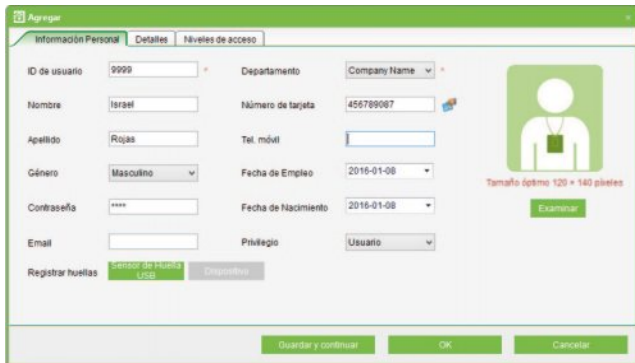 Agregar
Información Personal Detalles Niveles de acceso
ID de usuario 9999 * Departamento Company Name *
Nombre Israel Número de tarjeta 456789087
Apellido Rojas Tel. móvil
Género Masculino Fecha de Empleo 2016-01-08
Tamaño óptimo 120 * 140 píxeles
Contraseña **** Fecha de Nacimiento 2016-01-08 Examinar
Email Privilegio Usuario
Registrar huellas Sensor de Huella USB Dispositivo
Guardar y continuar OK Cancelar